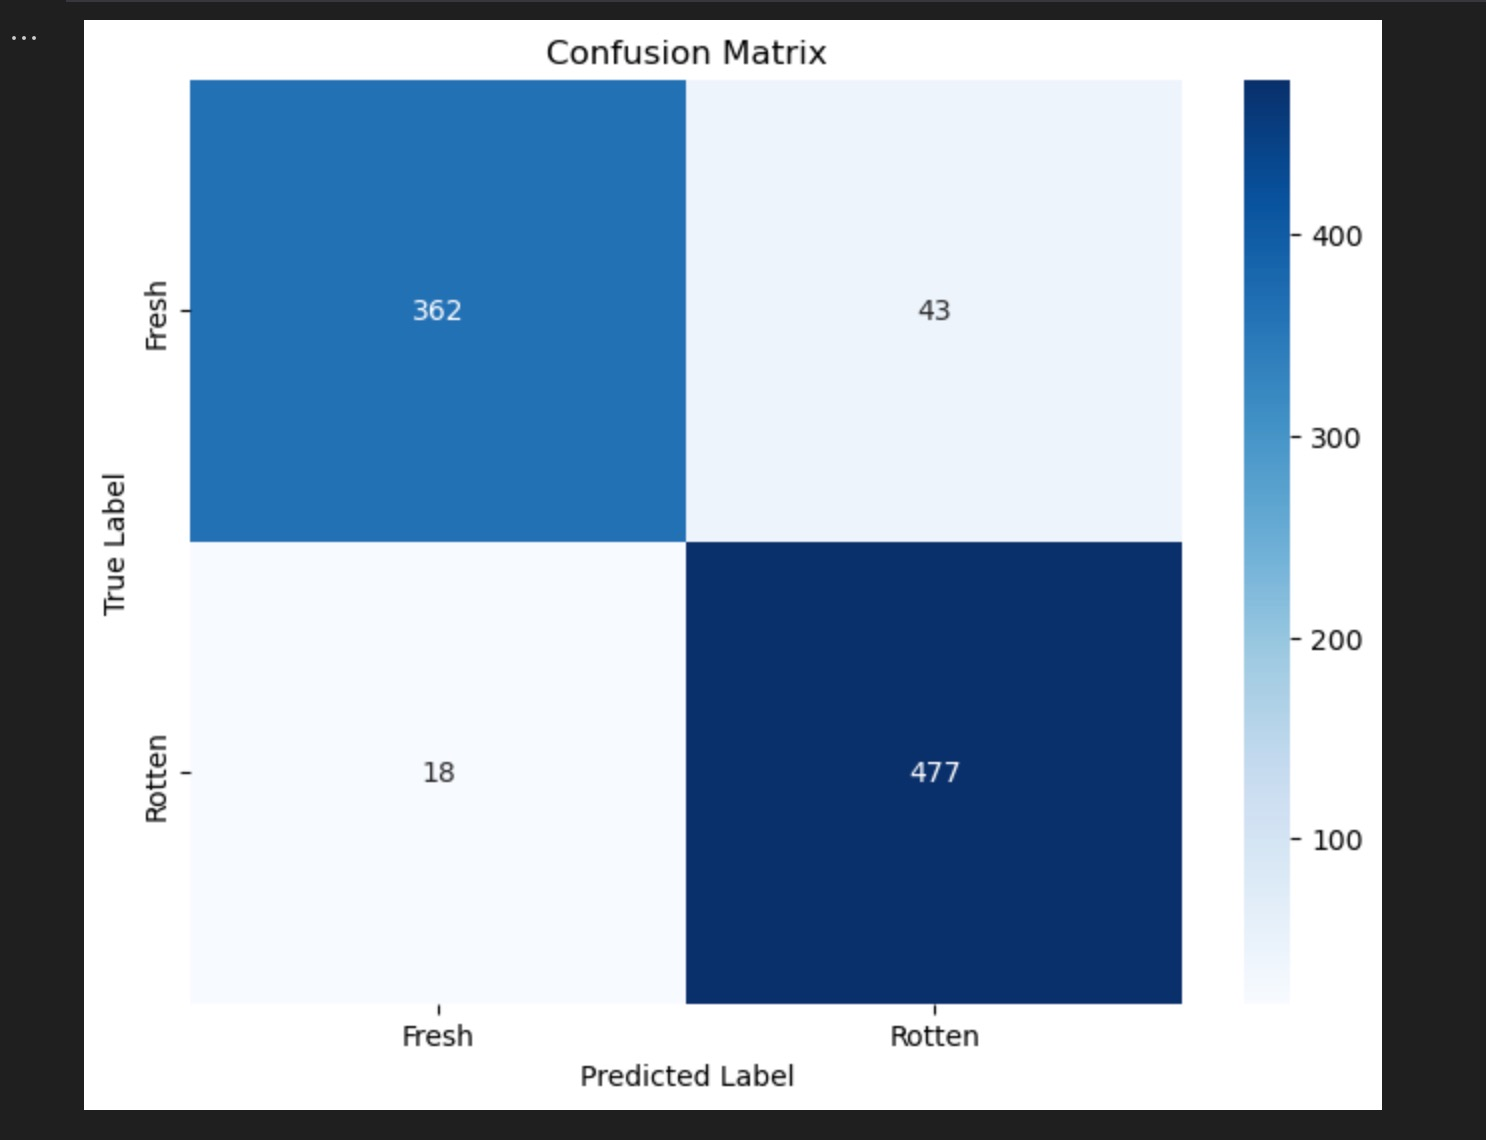 ...
Confusion Matrix
Fresh
362
43
400
300
True Label
200
Rotten
18
477
100
Fresh
Rotten
Predicted Label